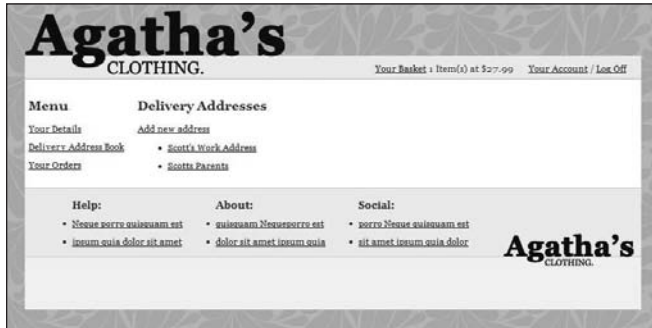 Agatha's
CLOTHING.
Your Basket 1 Item(s) at $27.99 Your Account / Log Off
Menu
Your Details
Delivery Address Book
Your Orders
Delivery Addresses
Add new address
• Scott's Work Address
• Scotts Parents
Help:
• Neque porro quisquam est
• ipsum quia dolor sit amet
About:
• quisquam Nequeporro est
• dolor sit amet ipsum quia
Social:
• porro Neque quisquam est
• sit amet ipsum quia dolor
Agatha's
CLOTHING.